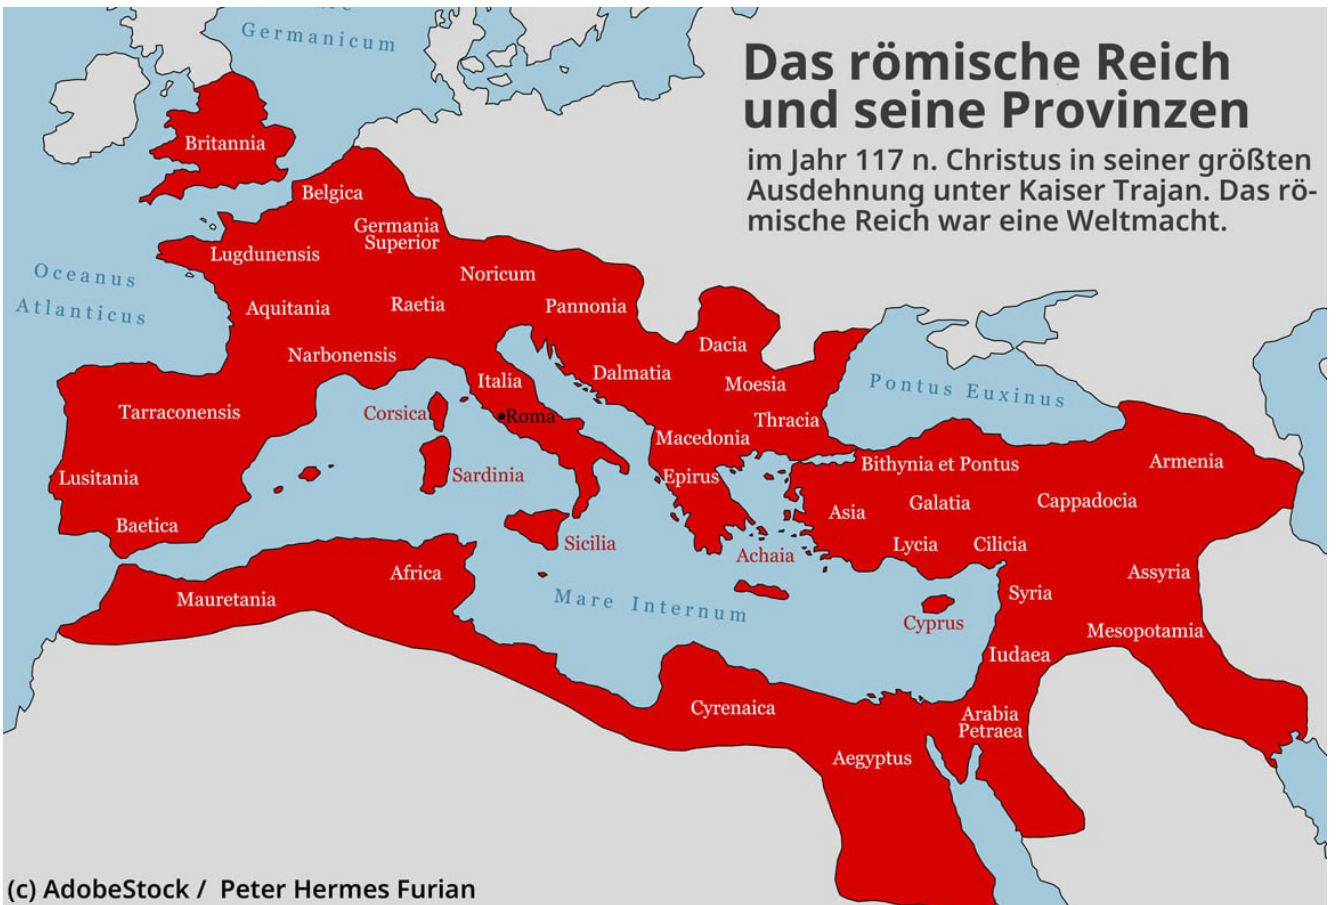 Germanicum
Das römische Reich
und seine Provinzen
im Jahr 117 n. Christus in seiner größten
Ausdehnung unter Kaiser Trajan. Das rö-
mische Reich war eine Weltmacht.
Britannia
Belgica
Germania
Superior
Lugdunensis
Oceanus
Atlanticus
Noricum
Aquitania
Raetia
Pannonia
Dacia
Narbonensis
Italia
Dalmatia
Moesia
Pontus Euxinus
Tarraconensis
Corsica
Roma
Thracia
Macedonia
Lusitania
Sardinia
Epirus
Bithynia et Pontus
Armenia
Baetica
Asia
Galatia
Cappadocia
Sicilia
Achaia
Lycia
Cilicia
Africa
Assyria
Mauretania
Mare Internum
Syria
Cyprus
Mesopotamia
Iudaea
Cyrenaica
Arabia
Petraea
Aegyptus
(c) AdobeStock / Peter Hermes Furian